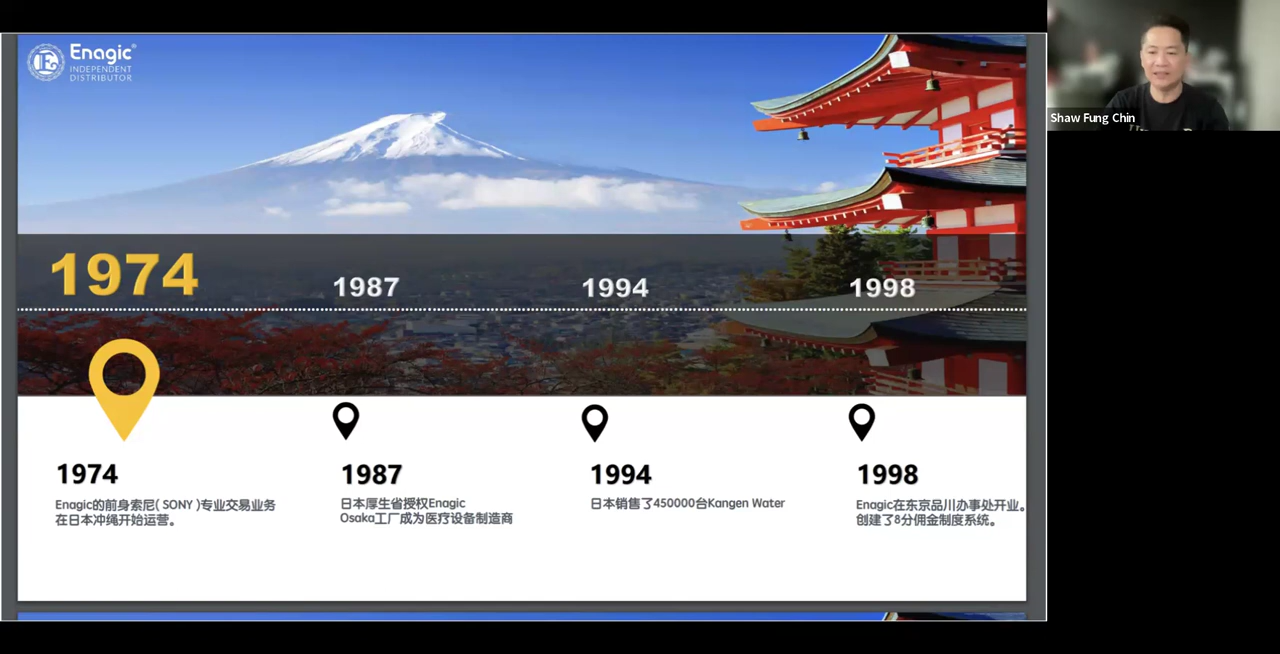 Enagic®
INDEPENDENT
DISTRIBUTOR
Shaw Fung Chin
1974
1987
1994
1998
1974
Enagic的前身索尼( SONY )专业交易业务
在日本冲绳开始运营。
1987
日本厚生省授权Enagic
Osaka工厂成为医疗设备制造商
1994
日本销售了450000台Kangen Water
1998
Enagic在东京品川办事处开业。
创建了8分佣金制度系统。